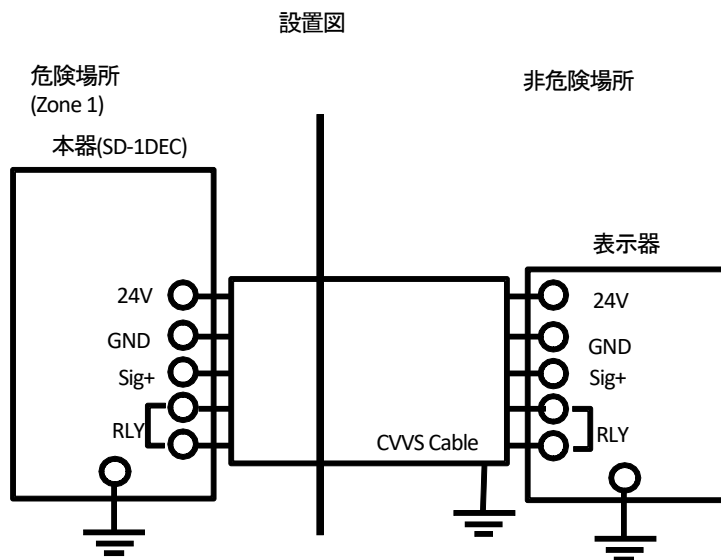 設置図
危険場所
(Zone 1)
非危険場所
本器(SD-1DEC)
表示器
24V
GND
Sig+
RLY
CVVS Cable
24V
GND
Sig+
RLY